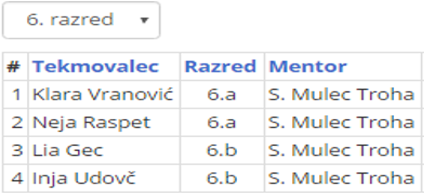 6. razred
# Tekmovalec Razred Mentor
1 Klara Vranović 6.a S. Mulec Troha
2 Neja Raspet 6.a S. Mulec Troha
3 Lia Gec 6.b S. Mulec Troha
4 Inja Udovč 6.b S. Mulec Troha